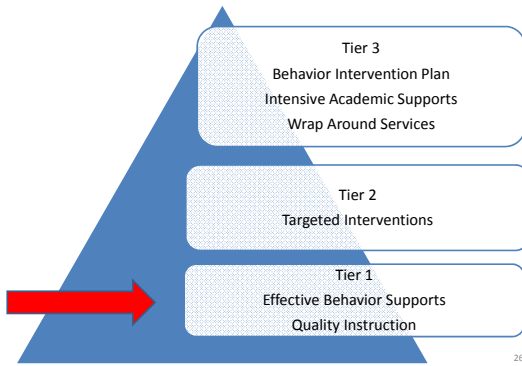 Tier 3
Behavior Intervention Plan
Intensive Academic Supports
Wrap Around Services
Tier 2
Targeted Interventions
Tier 1
Effective Behavior Supports
Quality Instruction
26